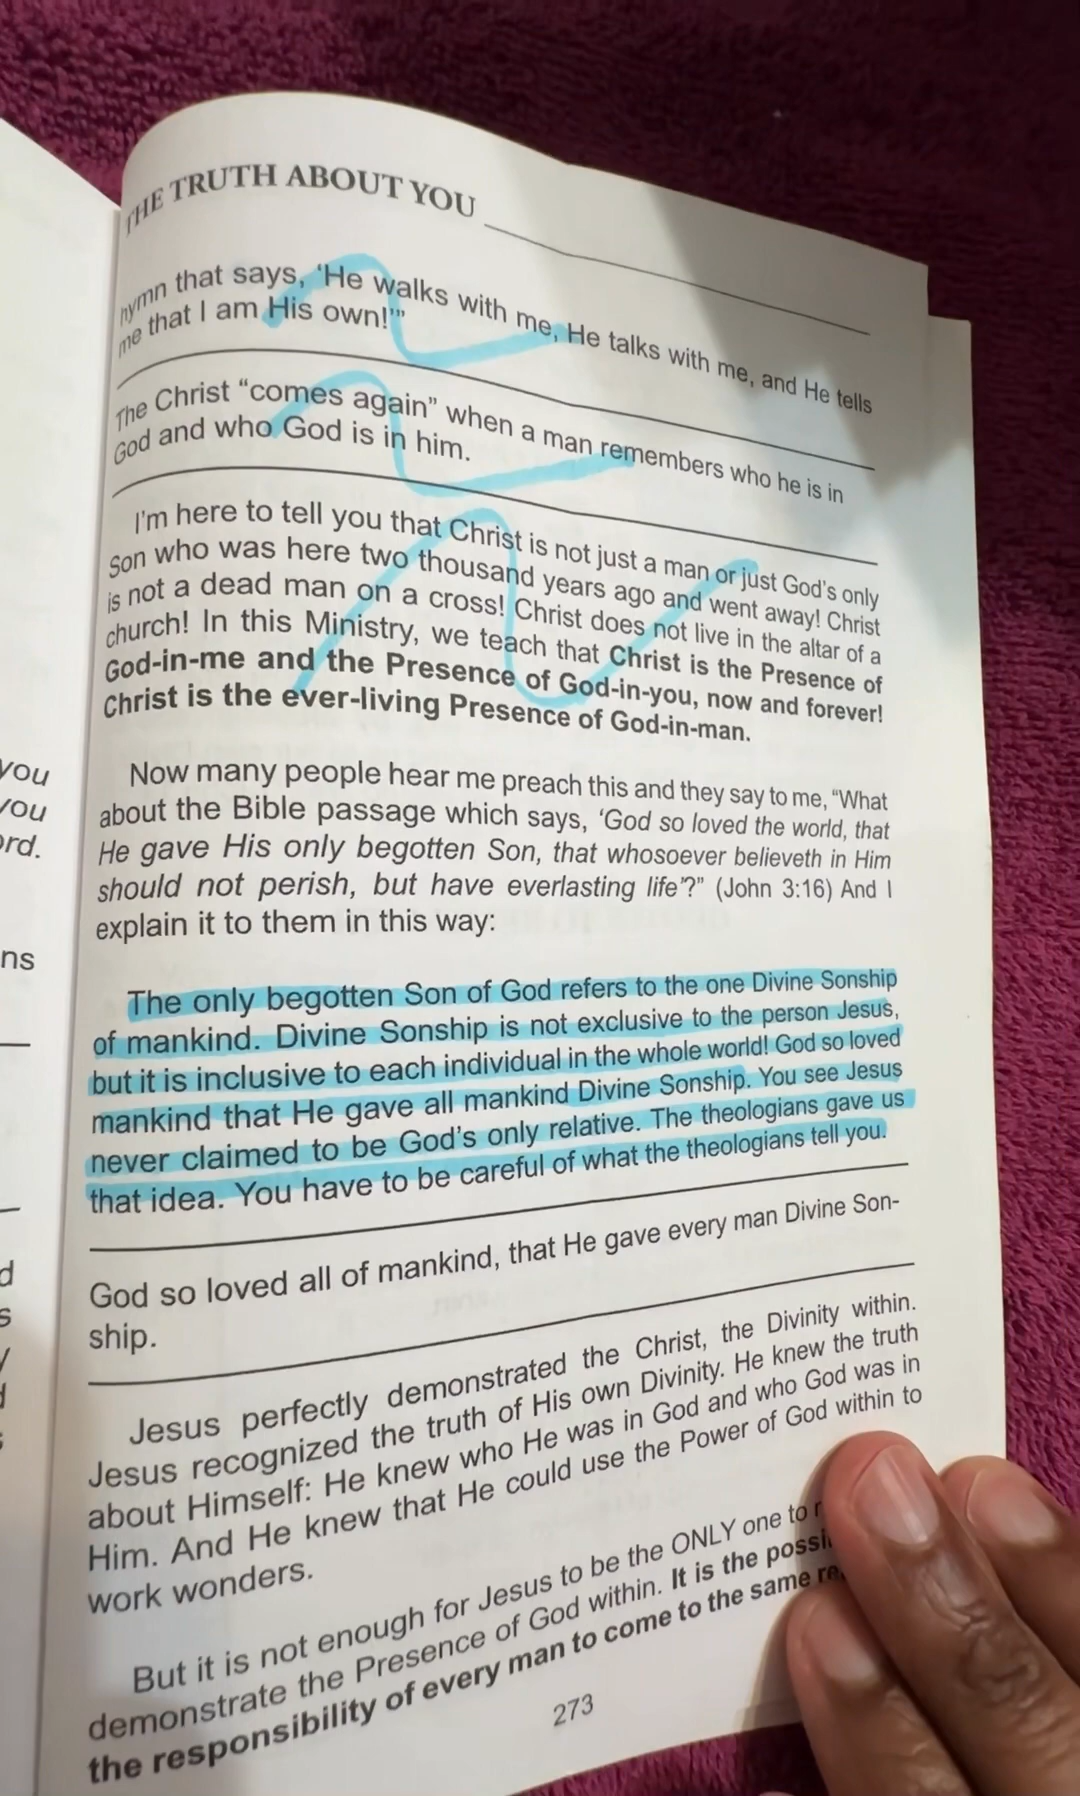 THE TRUTH ABOUT YOU
hymn that says, 'He walks with me, He talks with me, and He tells
me that I am His own!'"
The Christ "comes again" when a man remembers who he is in
God and who God is in him.
I'm here to tell you that Christ is not just a man or just God's only
Son who was here two thousand years ago and went away! Christ
is not a dead man on a cross! Christ does not live in the altar of a
church! In this Ministry, we teach that Christ is the Presence of
God-in-me and the Presence of God-in-you, now and forever!
Christ is the ever-living Presence of God-in-man.
Now many people hear me preach this and they say to me, "What
about the Bible passage which says, 'God so loved the world, that
He gave His only begotten Son, that whosoever believeth in Him
should not perish, but have everlasting life'?" (John 3:16) And I
explain it to them in this way:
The only begotten Son of God refers to the one Divine Sonship
of mankind. Divine Sonship is not exclusive to the person Jesus,
but it is inclusive to each individual in the whole world! God so loved
mankind that He gave all mankind Divine Sonship. You see Jesus
never claimed to be God's only relative. The theologians gave us
that idea. You have to be careful of what the theologians tell you.
God so loved all of mankind, that He gave every man Divine Son-
ship.
Jesus perfectly demonstrated the Christ, the Divinity within.
Jesus recognized the truth of His own Divinity. He knew the truth
about Himself: He knew who He was in God and who God was in
Him. And He knew that He could use the Power of God within to
work wonders.
But it is not enough for Jesus to be the ONLY one to
demonstrate the Presence of God within. It is the
the responsibility of every man to come to the same
273
you
you
ord.
ns